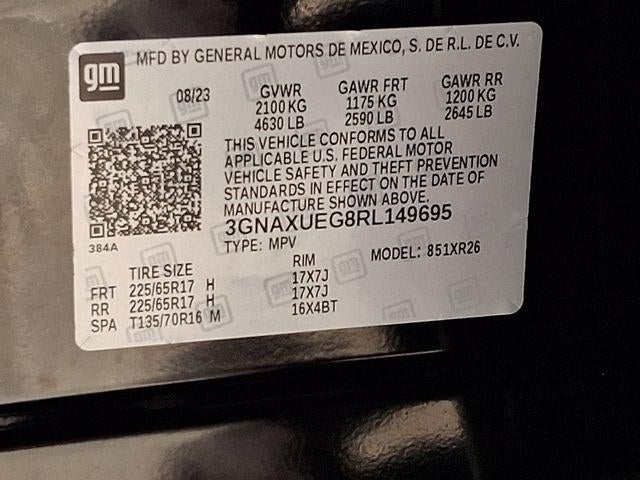 gm
MFD BY GENERAL MOTORS DE MEXICO, S. DE R.L. DE C.V.
08/23 GVWR GAWR FRT GAWR RR
2100 KG 1175 KG 1200 KG
4630 LB 2590 LB 2645 LB
THIS VEHICLE CONFORMS TO ALL
APPLICABLE U.S. FEDERAL MOTOR
VEHICLE SAFETY AND THEFT PREVENTION
STANDARDS IN EFFECT ON THE DATE OF
MANUFACTURE SHOWN ABOVE.
3GNAXUEG8RL149695
384A
TYPE: MPV
MODEL: 851XR26
TIRE SIZE RIM
FRT 225/65R17 H 17X7J
RR 225/65R17 H 17X7J
SPA T135/70R16 M 16X4BT